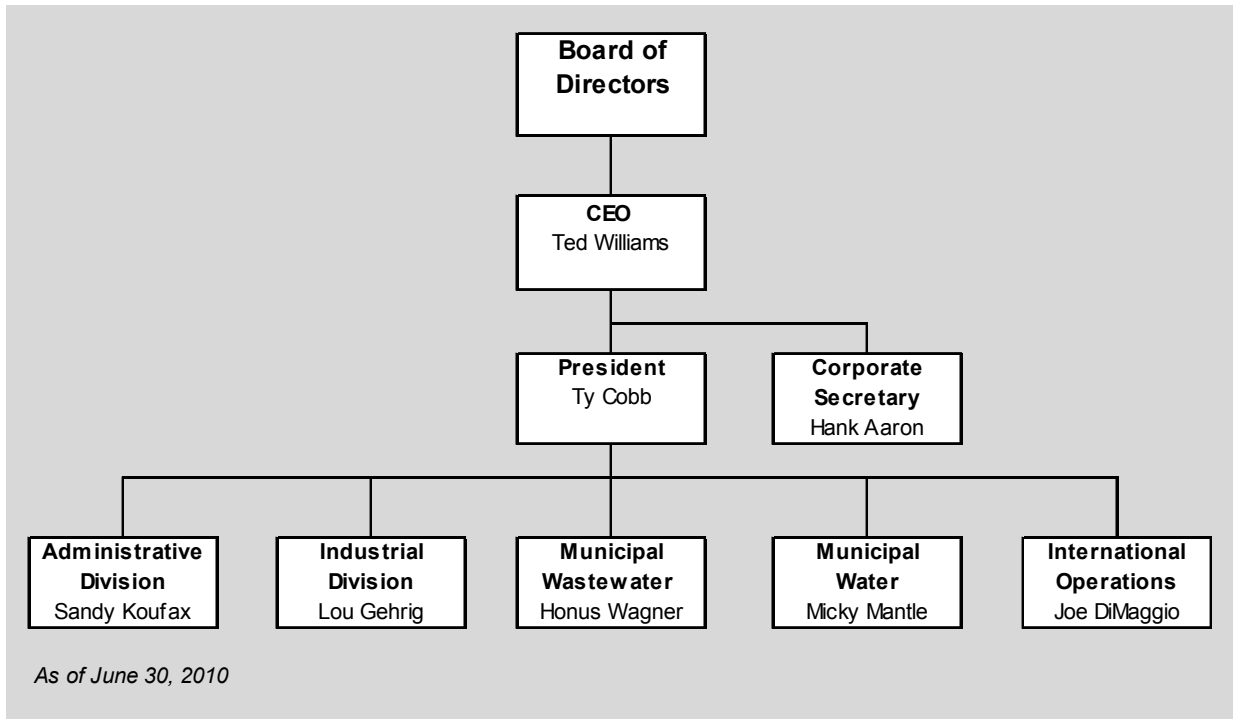 Board of
Directors
CEO
Ted Williams
President
Ty Cobb
Corporate
Secretary
Hank Aaron
Administrative
Division
Sandy Koufax
Industrial
Division
Lou Gehrig
Municipal
Wastewater
Honus Wagner
Municipal
Water
Micky Mantle
International
Operations
Joe DiMaggio
As of June 30, 2010